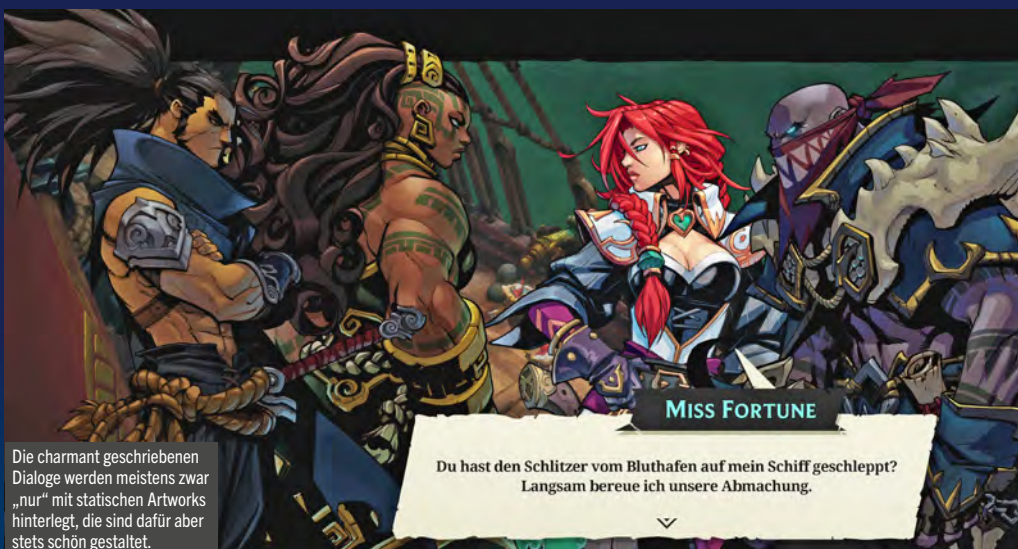 MISS FORTUNE
Du hast den Schlitzer vom Bluthafen auf mein Schiff geschleppt?
Langsam bereue ich unsere Abmachung.
Die charmant geschriebenen
Dialoge werden meistens zwar
„nur“ mit statischen Artworks
hinterlegt, die sind dafür aber
stets schön gestaltet.